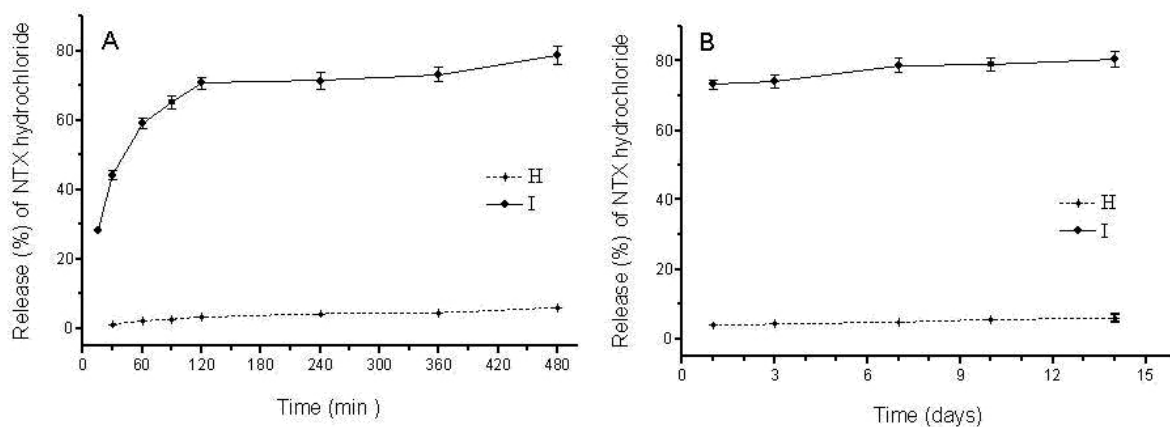 A
Release (%) of NTX hydrochloride
80
60
40
20
0
H
I
0 60 120 180 240 300 360 420 480
Time (min )
B
Release (%) of NTX hydrochloride
80
60
40
20
0
H
I
0 3 6 9 12 15
Time (days)